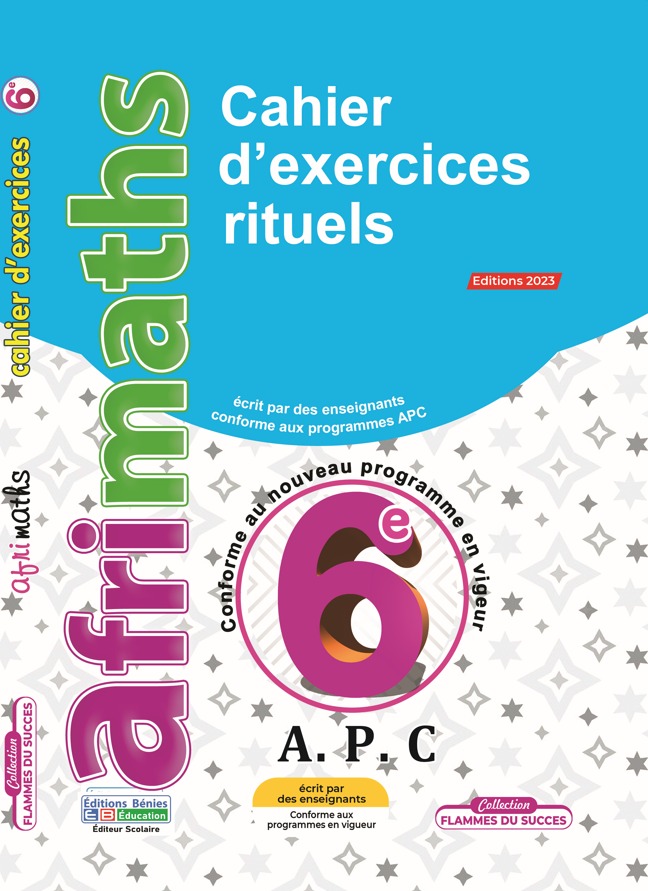 6e
cahier d'exercices
afrimaths
Collection
FLAMMES DU SUCCES
afrimaths
Cahier
d'exercices
rituels
Editions 2023
écrit par des enseignants
conforme aux programmes APC
Conforme au nouveau programme en vigueur
6e
A. P. C
écrit par
des enseignants
Conforme aux
programmes en vigueur
Éditions Bénies
EB Éducation
Éditeur Scolaire
Collection
FLAMMES DU SUCCES